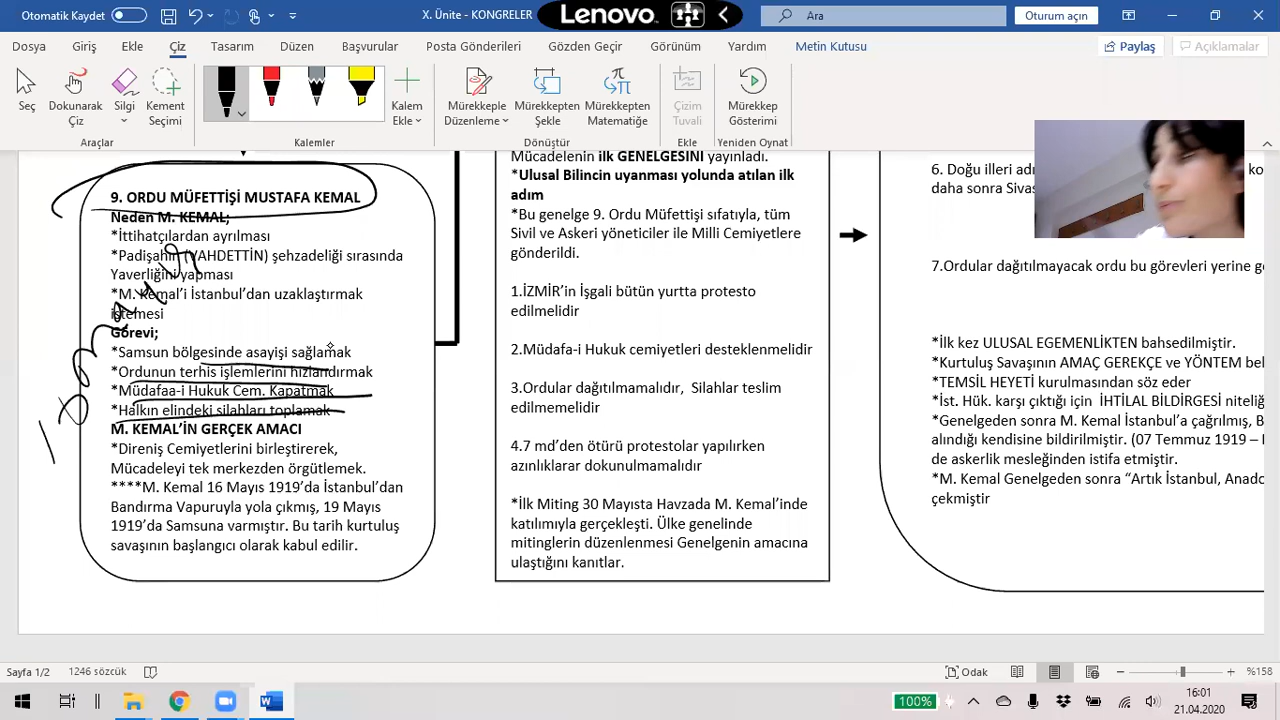 X. Ünite - KONGRELER
Lenovo
Ara
Oturum açın
Dosya
Giriş
Ekle
Çiz
Tasarım
Düzen
Başvurular
Posta Gönderileri
Gözden Geçir
Görünüm
Yardım
Metin Kutusu
Paylaş
Açıklamalar
Seç
Dokunarak
Çiz
Silgi
Kement
Seçimi
Kalem
Ekle
Mürekkeple
Düzenleme
Mürekkepten
Şekle
Mürekkepten
Matematiğe
Çizim
Tuvali
Mürekkep
Gösterimi
Araçlar
Kalemler
Dönüştür
Ekle
Yeniden Oynat
9. ORDU MÜFETTİŞİ MUSTAFA KEMAL
Neden M. KEMAL;
*İttihatçılardan ayrılması
*Padişahın (VAHDETTİN) şehzadeliği sırasında
Yaverliğini yapması
*M. Kemal’i İstanbul’dan uzaklaştırmak
istemesi
Görevi;
*Samsun bölgesinde asayişi sağlamak
*Ordunun terhis işlemlerini hızlandırmak
*Müdafaa-i Hukuk Cem. Kapatmak
*Halkın elindeki silahları toplamak
M. KEMAL’İN GERÇEK AMACI
*Direniş Cemiyetlerini birleştirerek,
Mücadeleyi tek merkezden örgütlemek.
****M. Kemal 16 Mayıs 1919’da İstanbul’dan
Bandırma Vapuruyla yola çıkmış, 19 Mayıs
1919’da Samsuna varmıştır. Bu tarih kurtuluş
savaşının başlangıcı olarak kabul edilir.
Mücadelenin ilk GENELGESİNİ yayınladı.
*Ulusal Bilincin uyanması yolunda atılan ilk
adım
*Bu genelge 9. Ordu Müfettişi sıfatıyla, tüm
Sivil ve Askeri yöneticiler ile Milli Cemiyetlere
gönderildi.
1.İZMİR’in İşgali bütün yurtta protesto
edilmelidir
2.Müdafa-i Hukuk cemiyetleri desteklenmelidir
3.Ordular dağıtılmamalıdır, Silahlar teslim
edilmemelidir
4.7 md’den ötürü protestolar yapılırken
azınlıklara dokunulmamalıdır
*İlk Miting 30 Mayısta Havzada M. Kemal’inde
katılımıyla gerçekleşti. Ülke genelinde
mitinglerin düzenlenmesi Genelgenin amacına
ulaştığını kanıtlar.
6. Doğu illeri adı
daha sonra Sivas
7.Ordular dağıtılmayacak ordu bu görevleri yerine ge
*İlk kez ULUSAL EGEMENLİKTEN bahsedilmiştir.
*Kurtuluş Savaşının AMAÇ GEREKÇE ve YÖNTEM bel
*TEMSİL HEYETİ kurulmasından söz eder
*İst. Hük. karşı çıktığı için İHTİLAL BİLDİRGESİ niteliğ
*Genelgeden sonra M. Kemal İstanbul’a çağrılmış, B
alındığı kendisine bildirilmiştir. (07 Temmuz 1919 –
de askerlik mesleğinden istifa etmiştir.
*M. Kemal Genelgeden sonra “Artık İstanbul, Anado
çekmiştir
Sayfa 1/2
1246 sözcük
Odak
%158
100%
16:01
21.04.2020